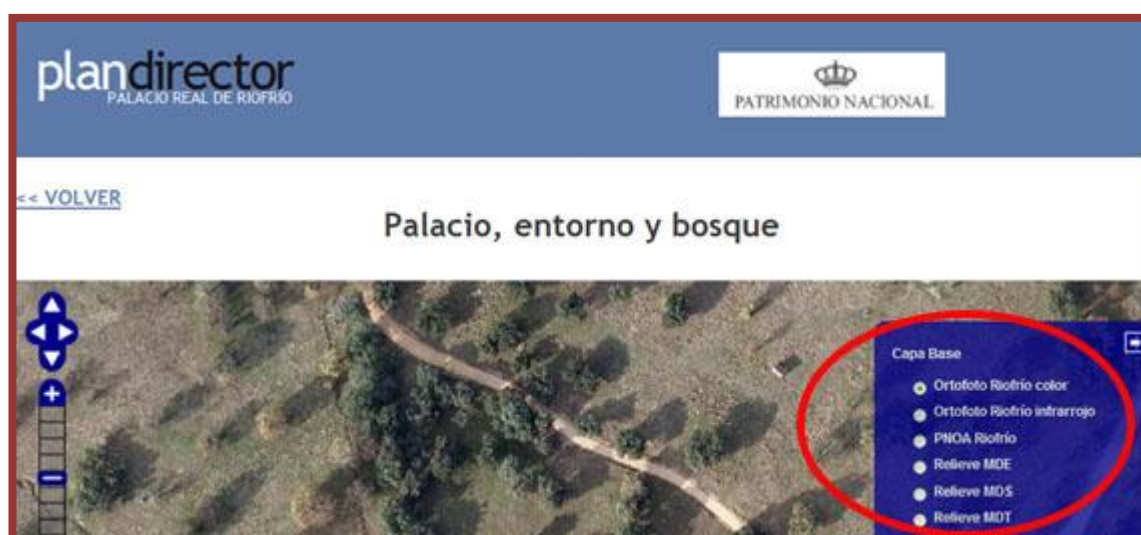 plandirector
PALACIO REAL DE RIOFRIO
PATRIMONIO NACIONAL
<< VOLVER
Palacio, entorno y bosque
Capa Base
Ortofoto Riofrío color
Ortofoto Riofrío infrarrojo
PNOA Riofrío
Relieve MDE
Relieve MDS
Relieve MDT